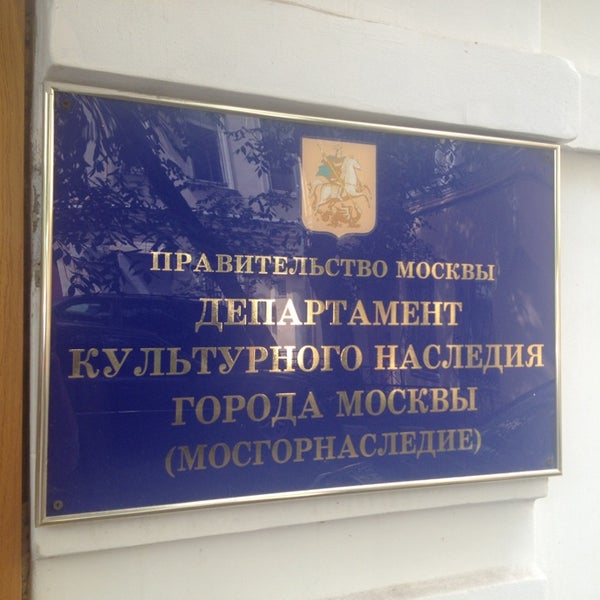 ПРАВИТЕЛЬСТВО МОСКВЫ
ДЕПАРТАМЕНТ
КУЛЬТУРНОГО НАСЛЕДИЯ
ГОРОДА МОСКВЫ
(МОСГОРНАСЛЕДИЕ)